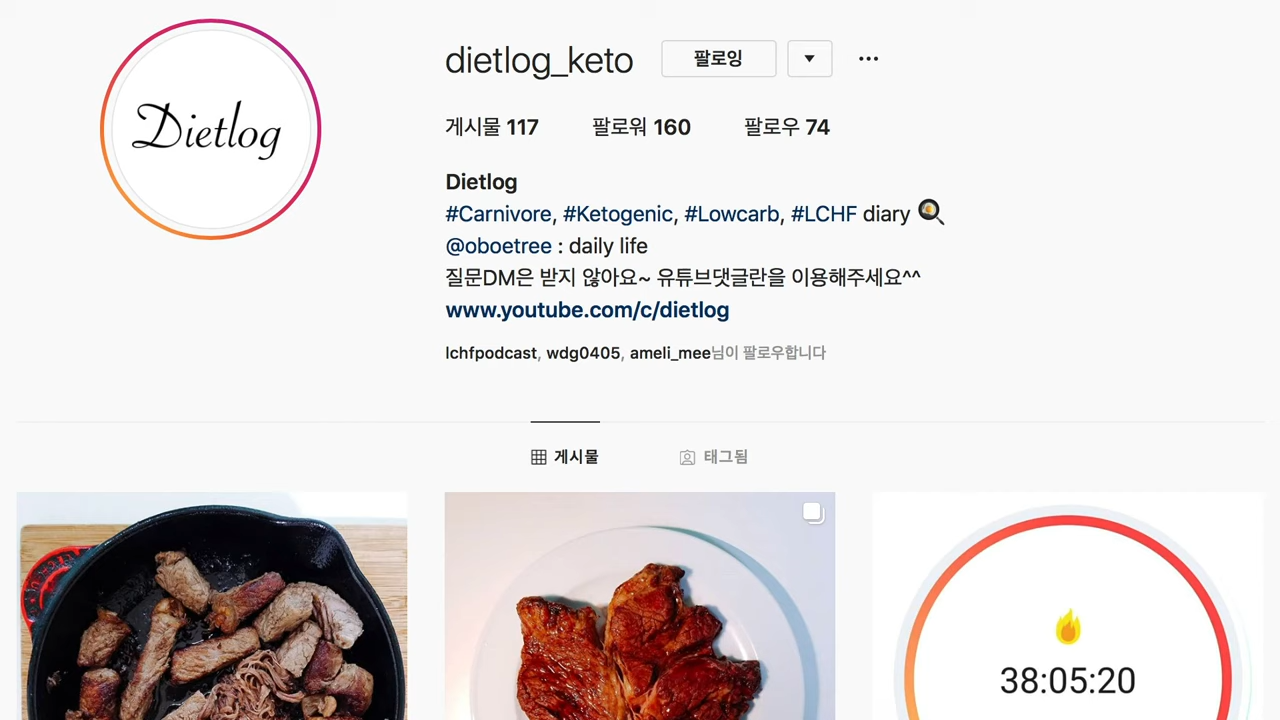 Dietlog
dietlog_keto 팔로잉
게시물 117 팔로워 160 팔로우 74
Dietlog
#Carnivore, #Ketogenic, #Lowcarb, #LCHF diary
@oboetree : daily life
질문DM은 받지 않아요~ 유튜브댓글란을 이용해주세요^^
www.youtube.com/c/dietlog
lchfpodcast, wdg0405, ameli_mee님이 팔로우합니다
게시물 태그됨
38:05:20